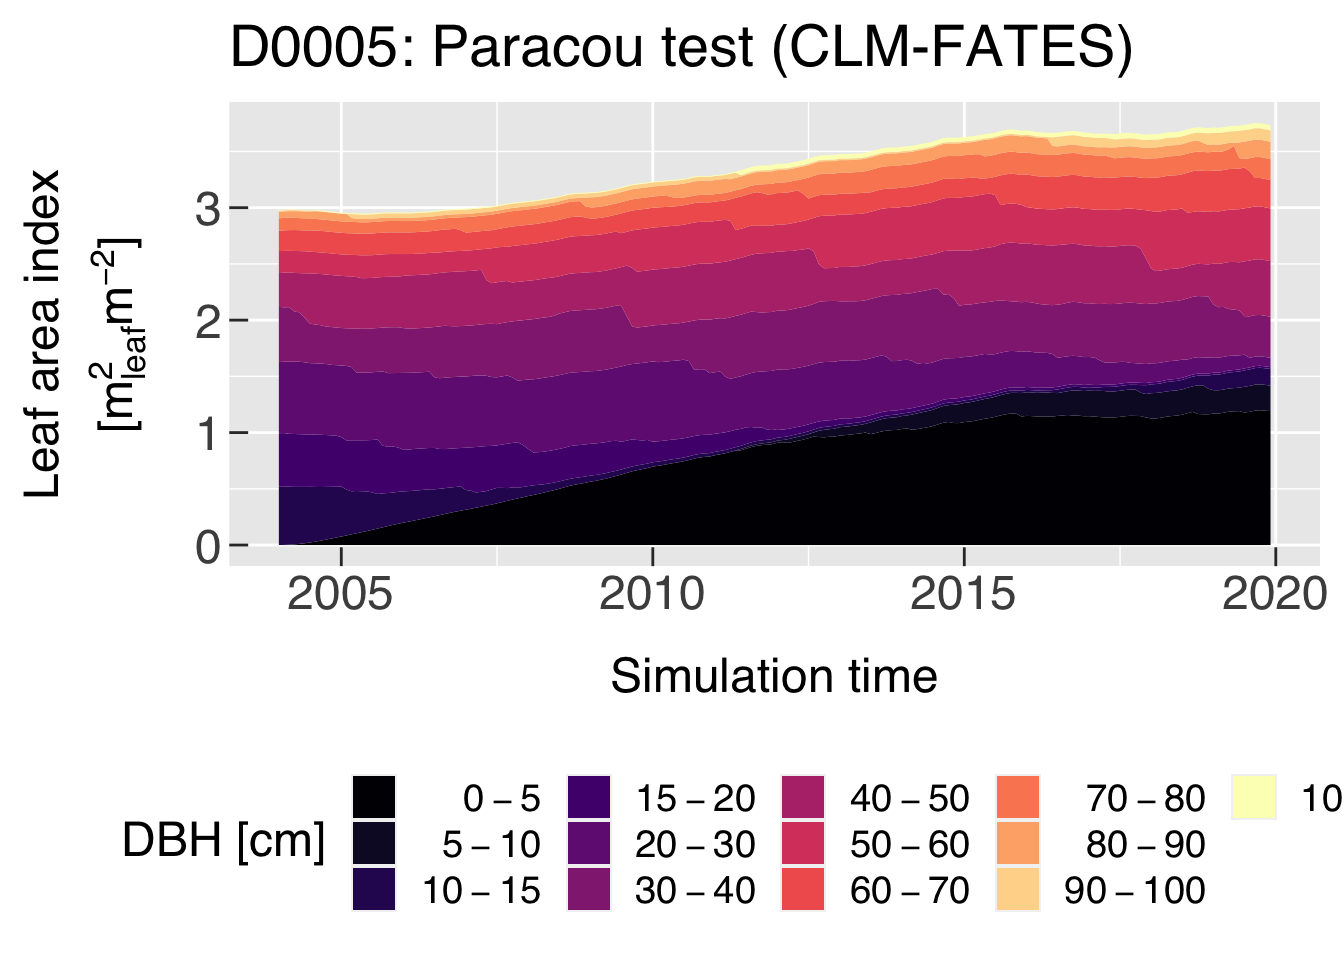 D0005: Paracou test (CLM-FATES)
Leaf area index
[m²leaf m⁻²]
3
2
1
0
2005 2010 2015 2020
Simulation time
DBH [cm]
0 – 5 15 – 20 40 – 50 70 – 80 10
5 – 10 20 – 30 50 – 60 80 – 90
10 – 15 30 – 40 60 – 70 90 – 100